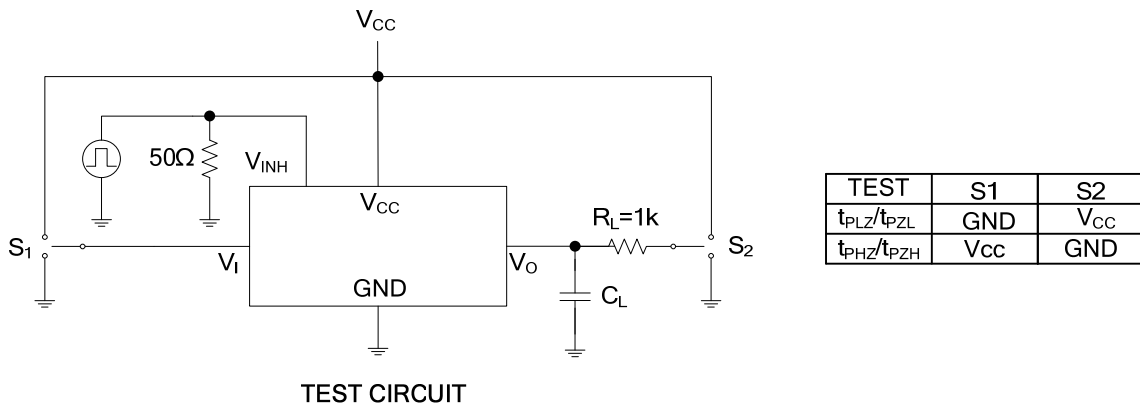 VCC
50Ω
VINH
VCC
RL=1k
S1
VI
VO
S2
GND
CL
TEST CIRCUIT
TEST S1 S2
tPLZ/tPZL GND VCC
tPHZ/tPZH Vcc GND